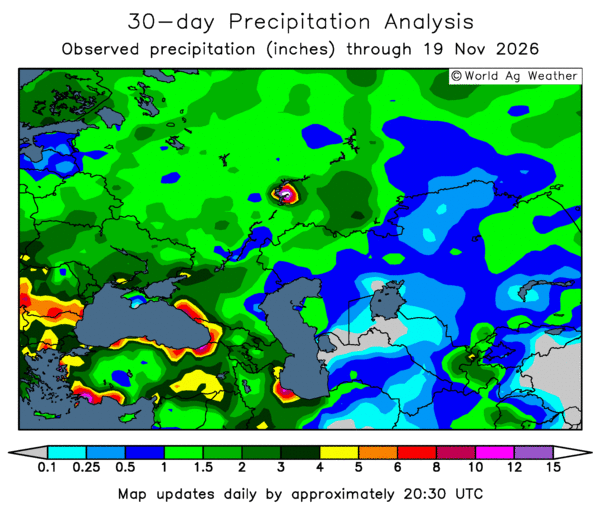 30-day Precipitation Analysis
Observed precipitation (inches) through 19 Nov 2026
© World Ag Weather
0.1 0.25 0.5 1 1.5 2 3 4 5 6 8 10 12 15
Map updates daily by approximately 20:30 UTC